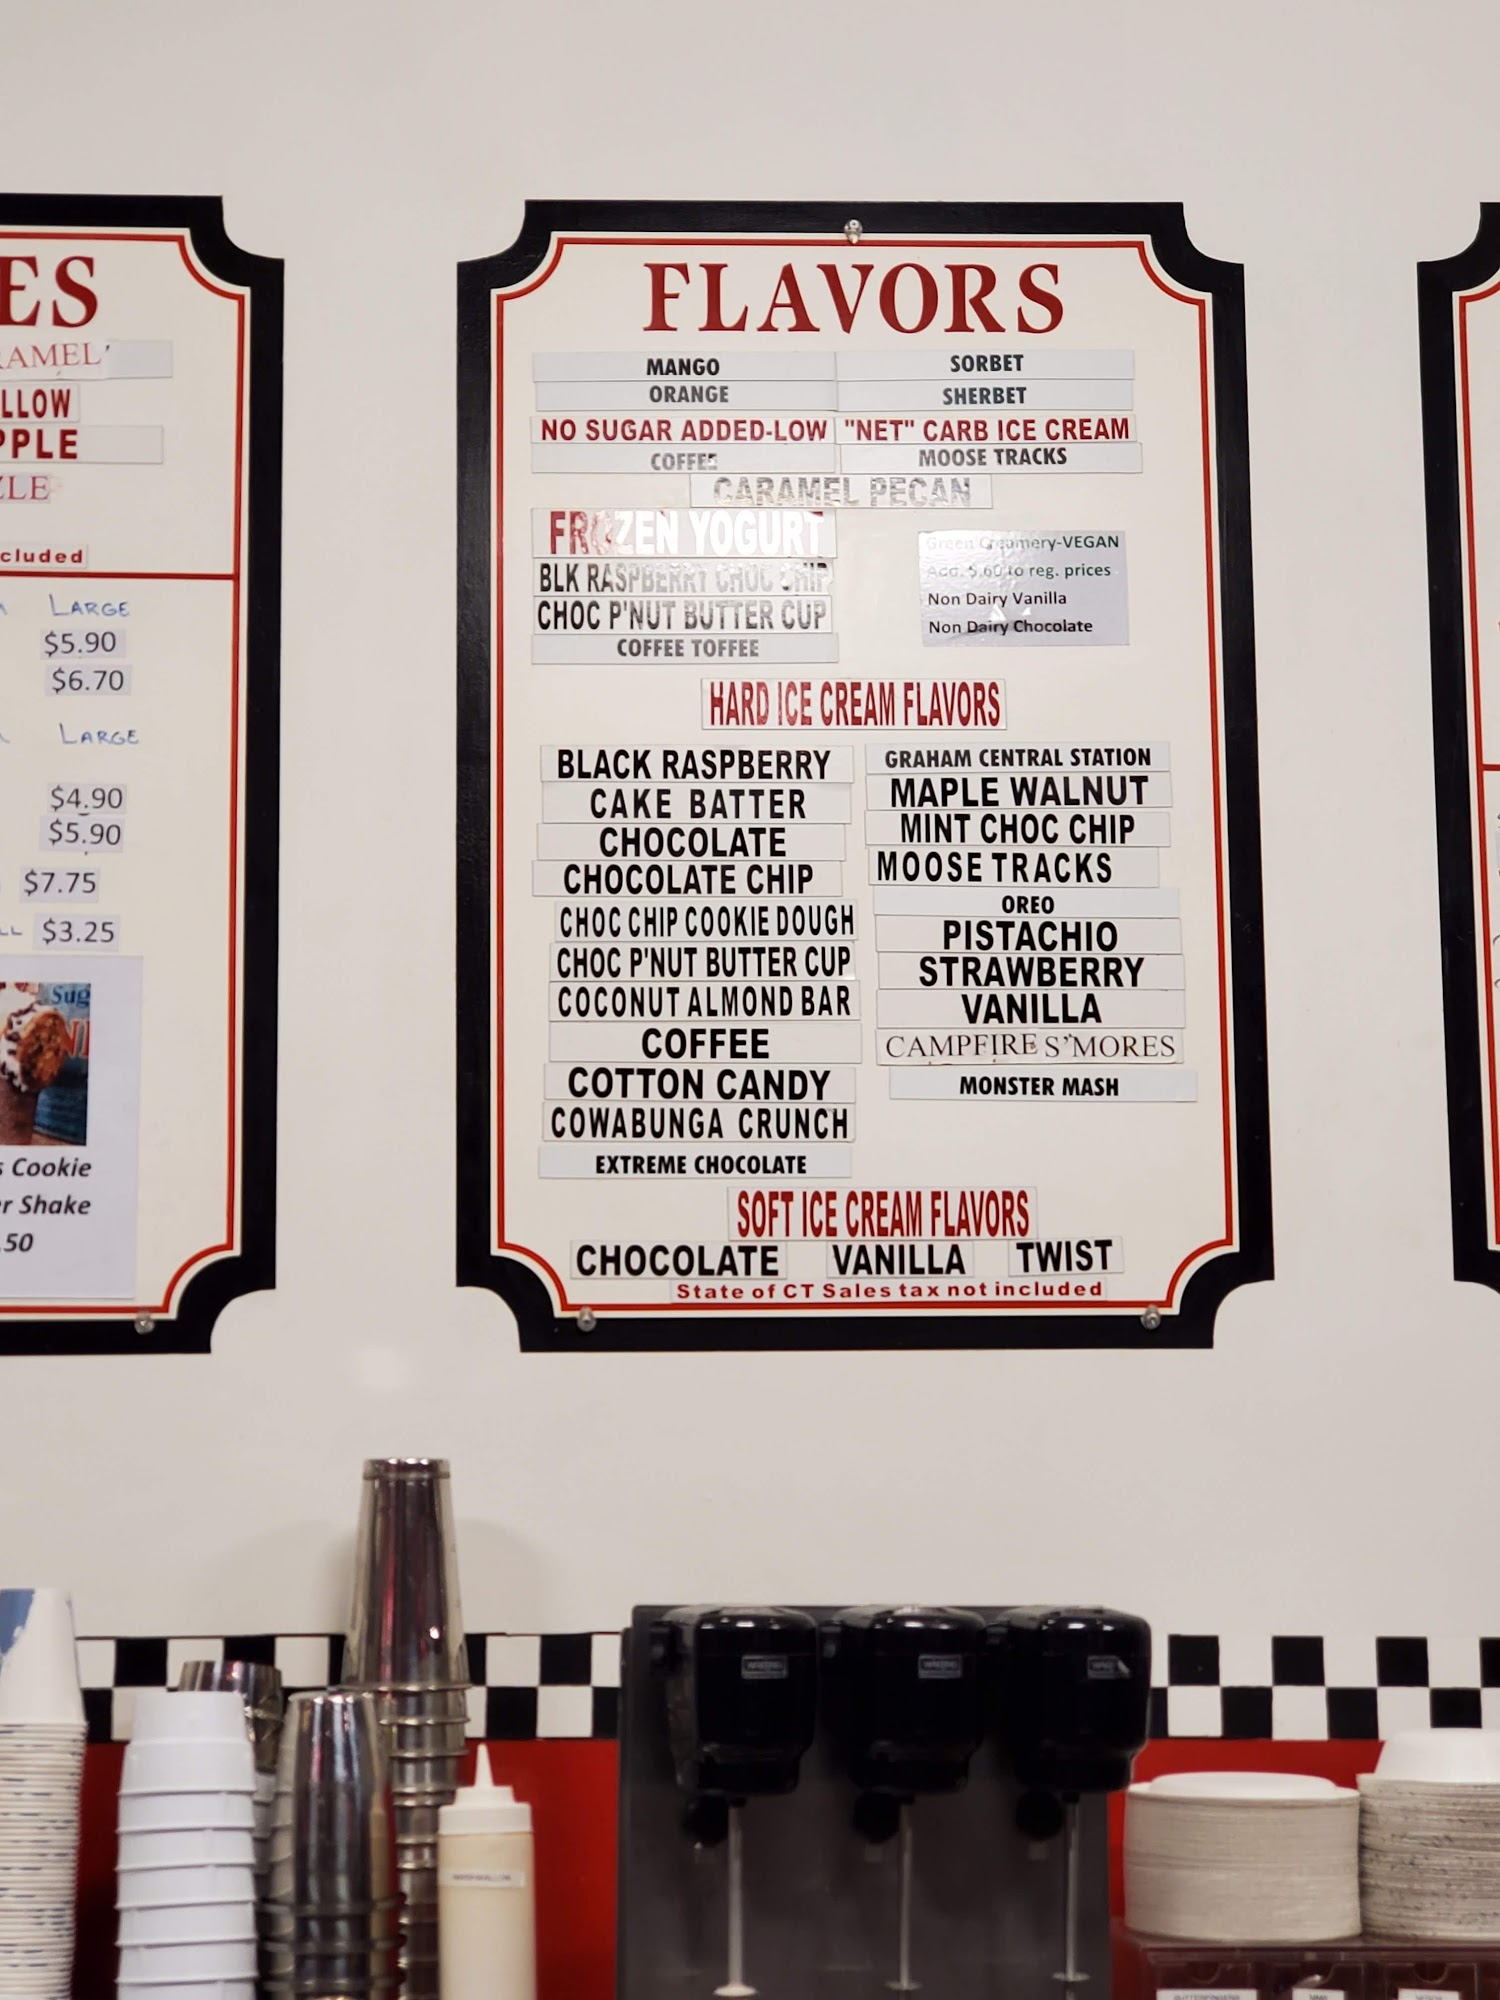 ES
RAMEL
LLOW
PPLE
ZLE
cluded
LARGE
$5.90
$6.70
LARGE
$4.90
$5.90
$7.75
LL $3.25
Sug
s Cookie
er Shake
.50
FLAVORS
MANGO SORBET
ORANGE SHERBET
NO SUGAR ADDED-LOW "NET" CARB ICE CREAM
COFFEE MOOSE TRACKS
CARAMEL PECAN
FROZEN YOGURT
BLK RASPBERRY CHOC CHIP
CHOC P'NUT BUTTER CUP
COFFEE TOFFEE
Green Creamery-VEGAN
Add. $.60 to reg. prices
Non Dairy Vanilla
Non Dairy Chocolate
HARD ICE CREAM FLAVORS
BLACK RASPBERRY
CAKE BATTER
CHOCOLATE
CHOCOLATE CHIP
CHOC CHIP COOKIE DOUGH
CHOC P'NUT BUTTER CUP
COCONUT ALMOND BAR
COFFEE
COTTON CANDY
COWABUNGA CRUNCH
EXTREME CHOCOLATE
GRAHAM CENTRAL STATION
MAPLE WALNUT
MINT CHOC CHIP
MOOSE TRACKS
OREO
PISTACHIO
STRAWBERRY
VANILLA
CAMPFIRE S'MORES
MONSTER MASH
SOFT ICE CREAM FLAVORS
CHOCOLATE VANILLA TWIST
State of CT Sales tax not included